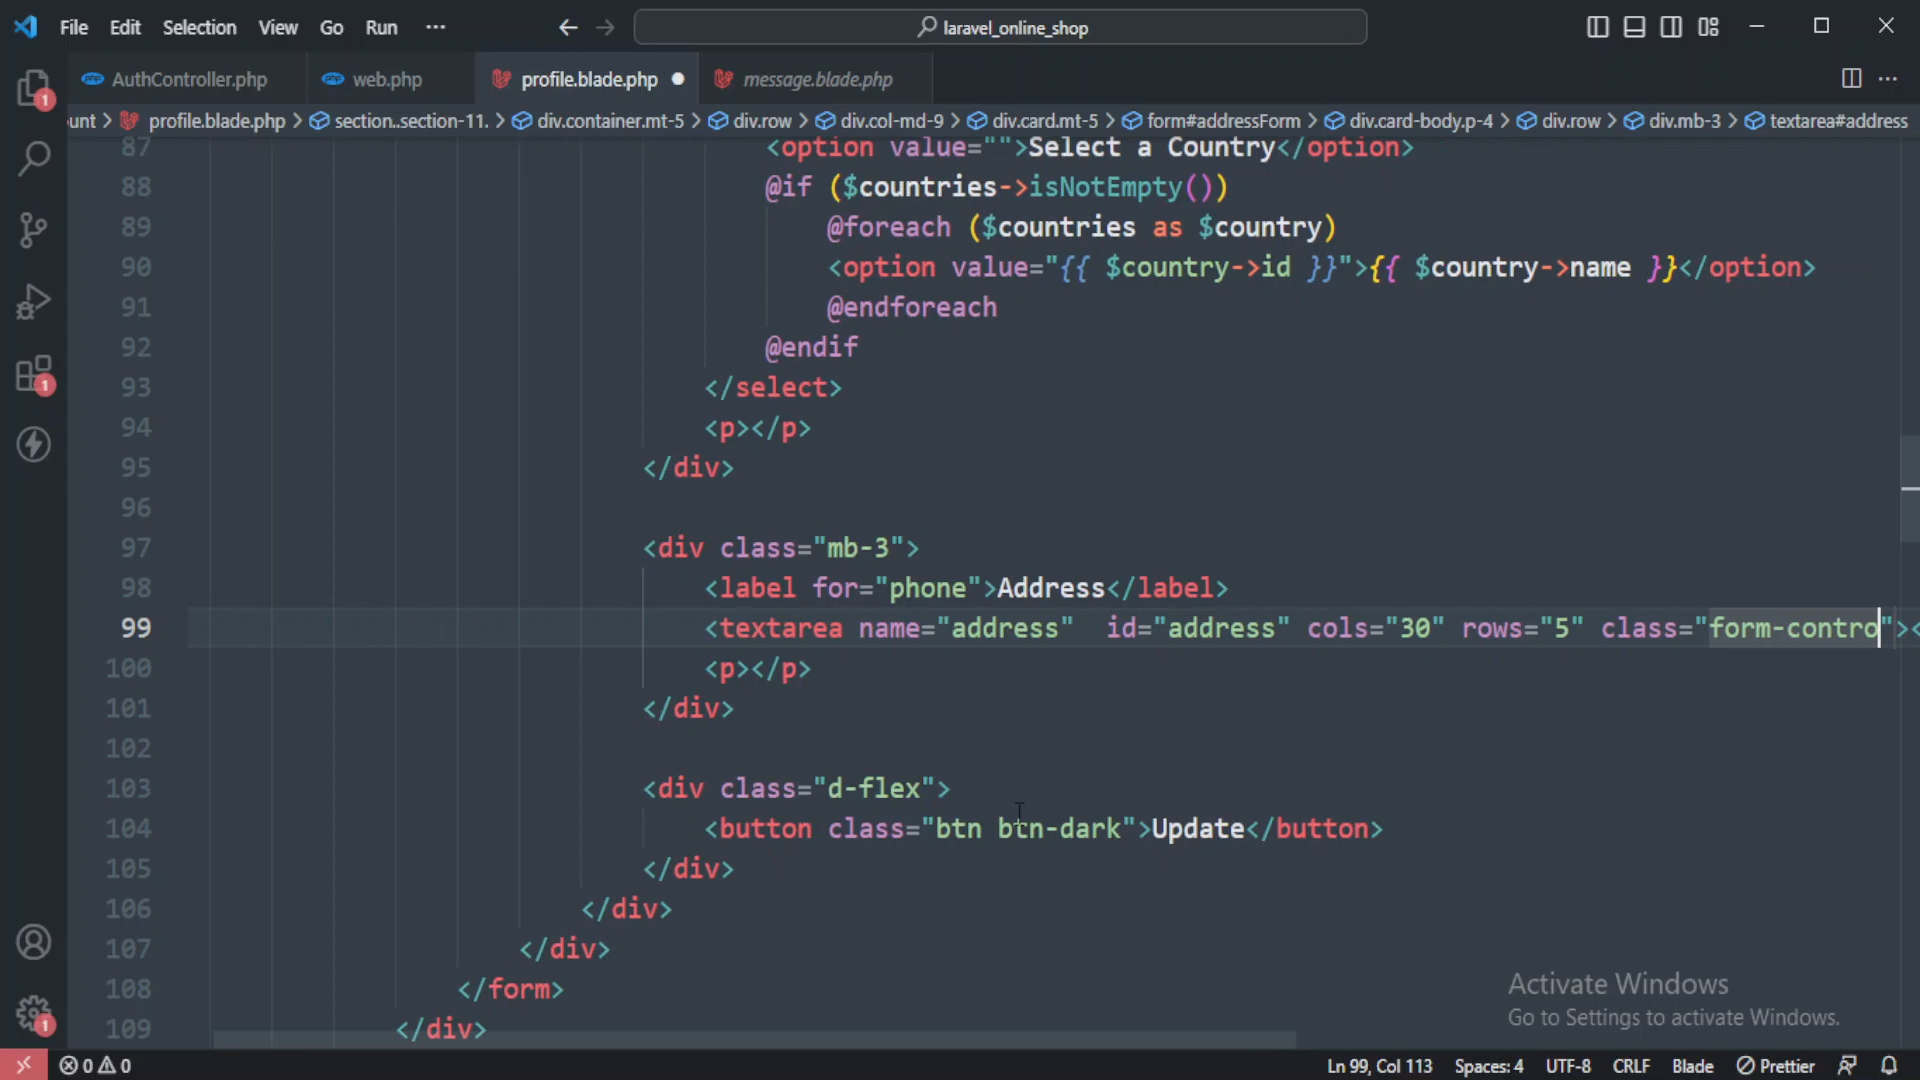 File Edit Selection View Go Run ··· laravel_online_shop
AuthController.php web.php profile.blade.php message.blade.php
unt > profile.blade.php > section..section-11. > div.container.mt-5 > div.row > div.col-md-9 > div.card.mt-5 > form#addressForm > div.card-body.p-4 > div.row > div.mb-3 > textarea#address
87 <option value="">Select a Country</option>
88 @if ($countries->isNotEmpty())
89 @foreach ($countries as $country)
90 <option value="{{ $country->id }}">{{ $country->name }}</option>
91 @endforeach
92 @endif
93 </select>
94 <p></p>
95 </div>
96
97 <div class="mb-3">
98 <label for="phone">Address</label>
99 <textarea name="address"  id="address" cols="30" rows="5" class="form-contro"><
100 <p></p>
101 </div>
102
103 <div class="d-flex">
104 <button class="btn btn-dark">Update</button>
105 </div>
106 </div>
107 </div>
108 </form>
109 </div>
Activate Windows
Go to Settings to activate Windows.
1
1
1
0 0 Ln 99, Col 113 Spaces: 4 UTF-8 CRLF Blade Prettier